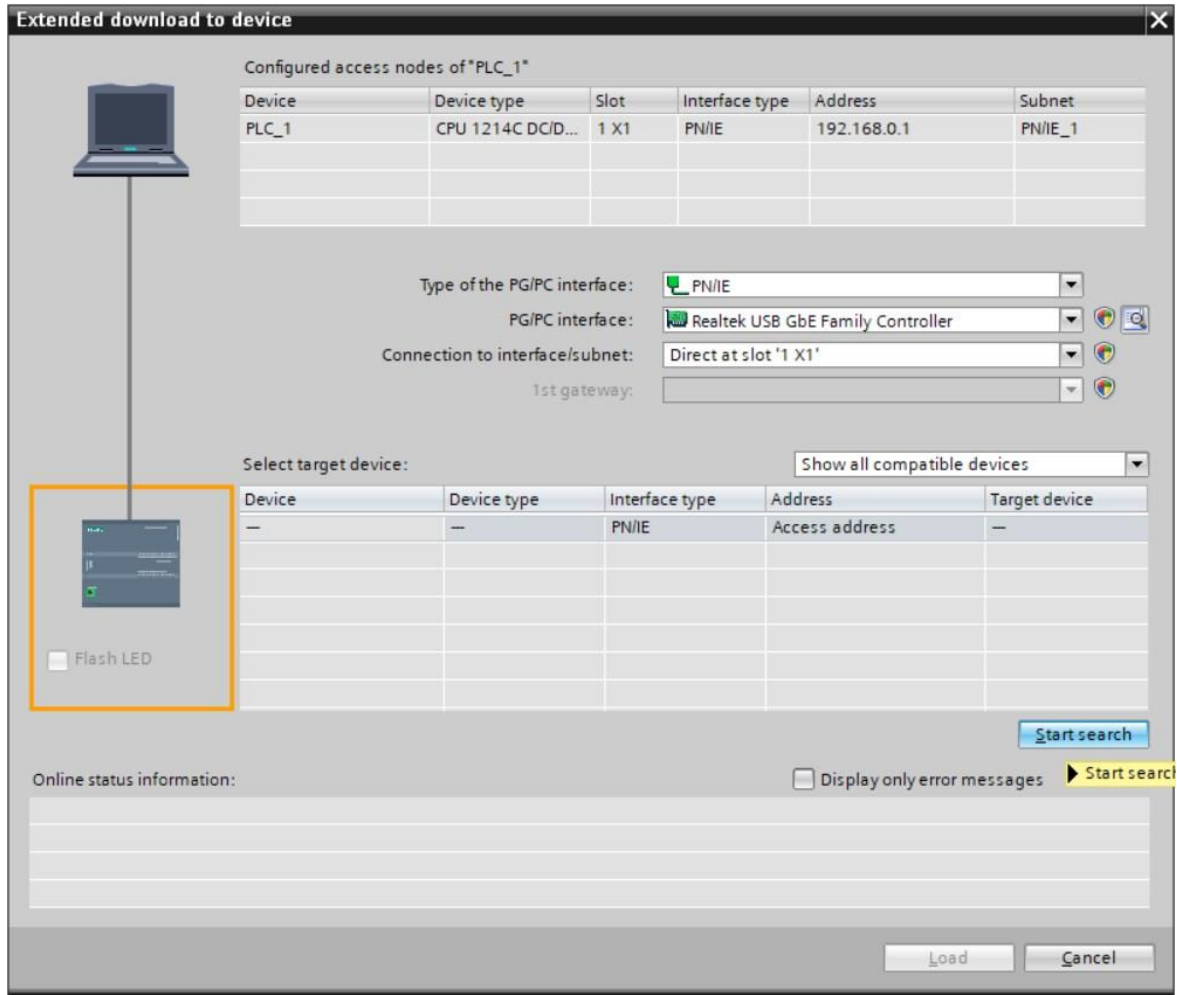 Extended download to device
Configured access nodes of "PLC_1"
Device Device type Slot Interface type Address Subnet
PLC_1 CPU 1214C DC/D... 1 X1 PN/IE 192.168.0.1 PN/IE_1
Type of the PG/PC interface: PN/IE
PG/PC interface: Realtek USB GbE Family Controller
Connection to interface/subnet: Direct at slot '1 X1'
1st gateway:
Select target device: Show all compatible devices
Device Device type Interface type Address Target device
— — PN/IE Access address —
Flash LED
Start search
Online status information: Display only error messages
Start search
Load Cancel